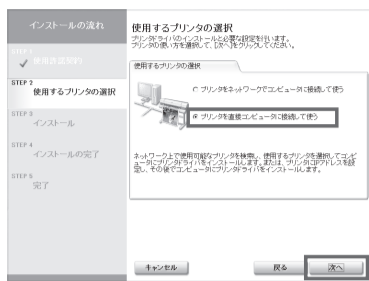 インストールの流れ
STEP 1
使用許諾契約
STEP 2
使用するプリンタの選択
STEP 3
インストール
STEP 4
インストールの完了
STEP 5
完了
使用するプリンタの選択
プリンタドライバのインストールと必要な設定を行います。
プリンタの使い方を選択して、[次へ]をクリックしてください。
使用するプリンタの選択
プリンタをネットワークでコンピュータに接続して使う
プリンタを直接コンピュータに接続して使う
ネットワーク上で使用可能なプリンタを検索し、使用するプリンタを選択してコンピ
ュータにプリンタドライバをインストールします。または、プリンタにIPアドレスを設
定し、その後でコンピュータにプリンタドライバをインストールします。
キャンセル
戻る
次へ